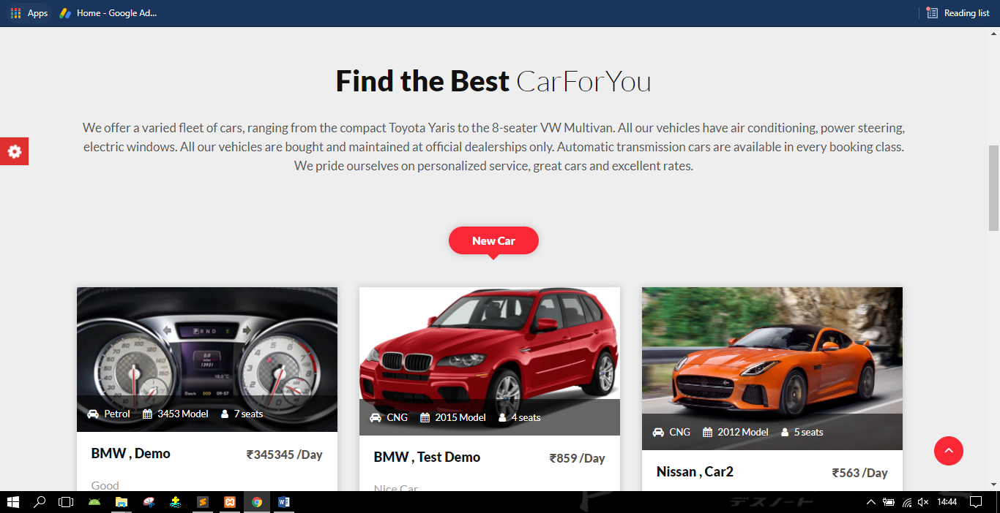 Apps Home - Google Ad... Reading list
Find the Best CarForYou
We offer a varied fleet of cars, ranging from the compact Toyota Yaris to the 8-seater VW Multivan. All our vehicles have air conditioning, power steering,
electric windows. All our vehicles are bought and maintained at official dealerships only. Automatic transmission cars are available in every booking class.
We pride ourselves on personalized service, great cars and excellent rates.
New Car
Petrol 3453 Model 7 seats
CNG 2015 Model 4 seats
CNG 2012 Model 5 seats
BMW , Demo ₹345345 /Day
Good
BMW , Test Demo ₹859 /Day
Nice Car
Nissan , Car2 ₹563 /Day
デスノート
14:44